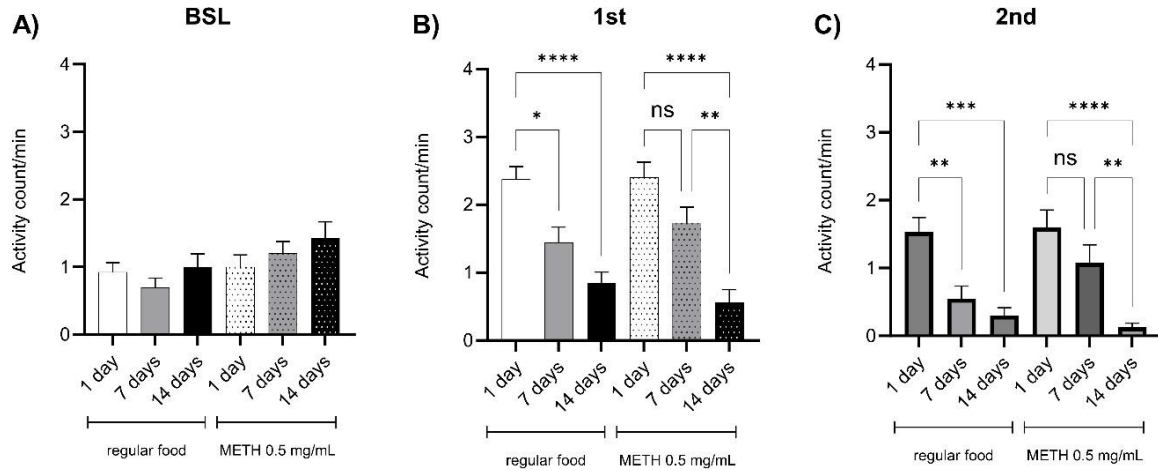 A)
BSL
Activity count/min
4
3
2
1
0
1 day
7 days
14 days
1 day
7 days
14 days
regular food
METH 0.5 mg/mL
B)
1st
Activity count/min
4
3
2
1
0
****
****
*
ns
**
1 day
7 days
14 days
1 day
7 days
14 days
regular food
METH 0.5 mg/mL
C)
2nd
Activity count/min
4
3
2
1
0
***
****
**
ns
**
1 day
7 days
14 days
1 day
7 days
14 days
regular food
METH 0.5 mg/mL